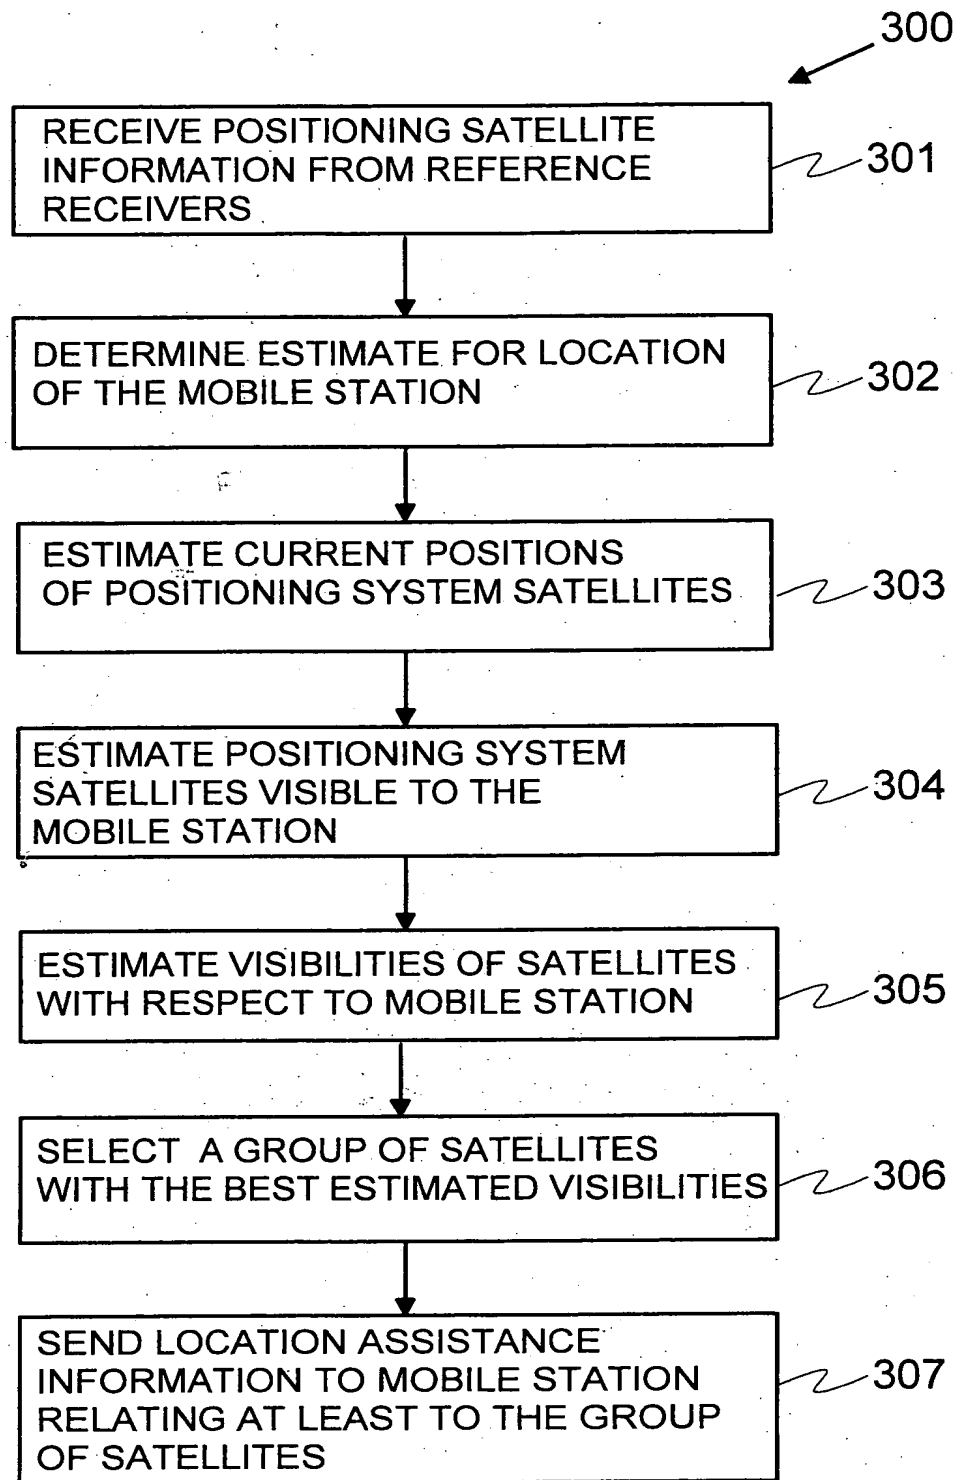 300
RECEIVE POSITIONING SATELLITE
INFORMATION FROM REFERENCE
RECEIVERS
301
DETERMINE ESTIMATE FOR LOCATION
OF THE MOBILE STATION
302
ESTIMATE CURRENT POSITIONS
OF POSITIONING SYSTEM SATELLITES
303
ESTIMATE POSITIONING SYSTEM
SATELLITES VISIBLE TO THE
MOBILE STATION
304
ESTIMATE VISIBILITIES OF SATELLITES
WITH RESPECT TO MOBILE STATION
305
SELECT A GROUP OF SATELLITES
WITH THE BEST ESTIMATED VISIBILITIES
306
SEND LOCATION ASSISTANCE
INFORMATION TO MOBILE STATION
RELATING AT LEAST TO THE GROUP
OF SATELLITES
307